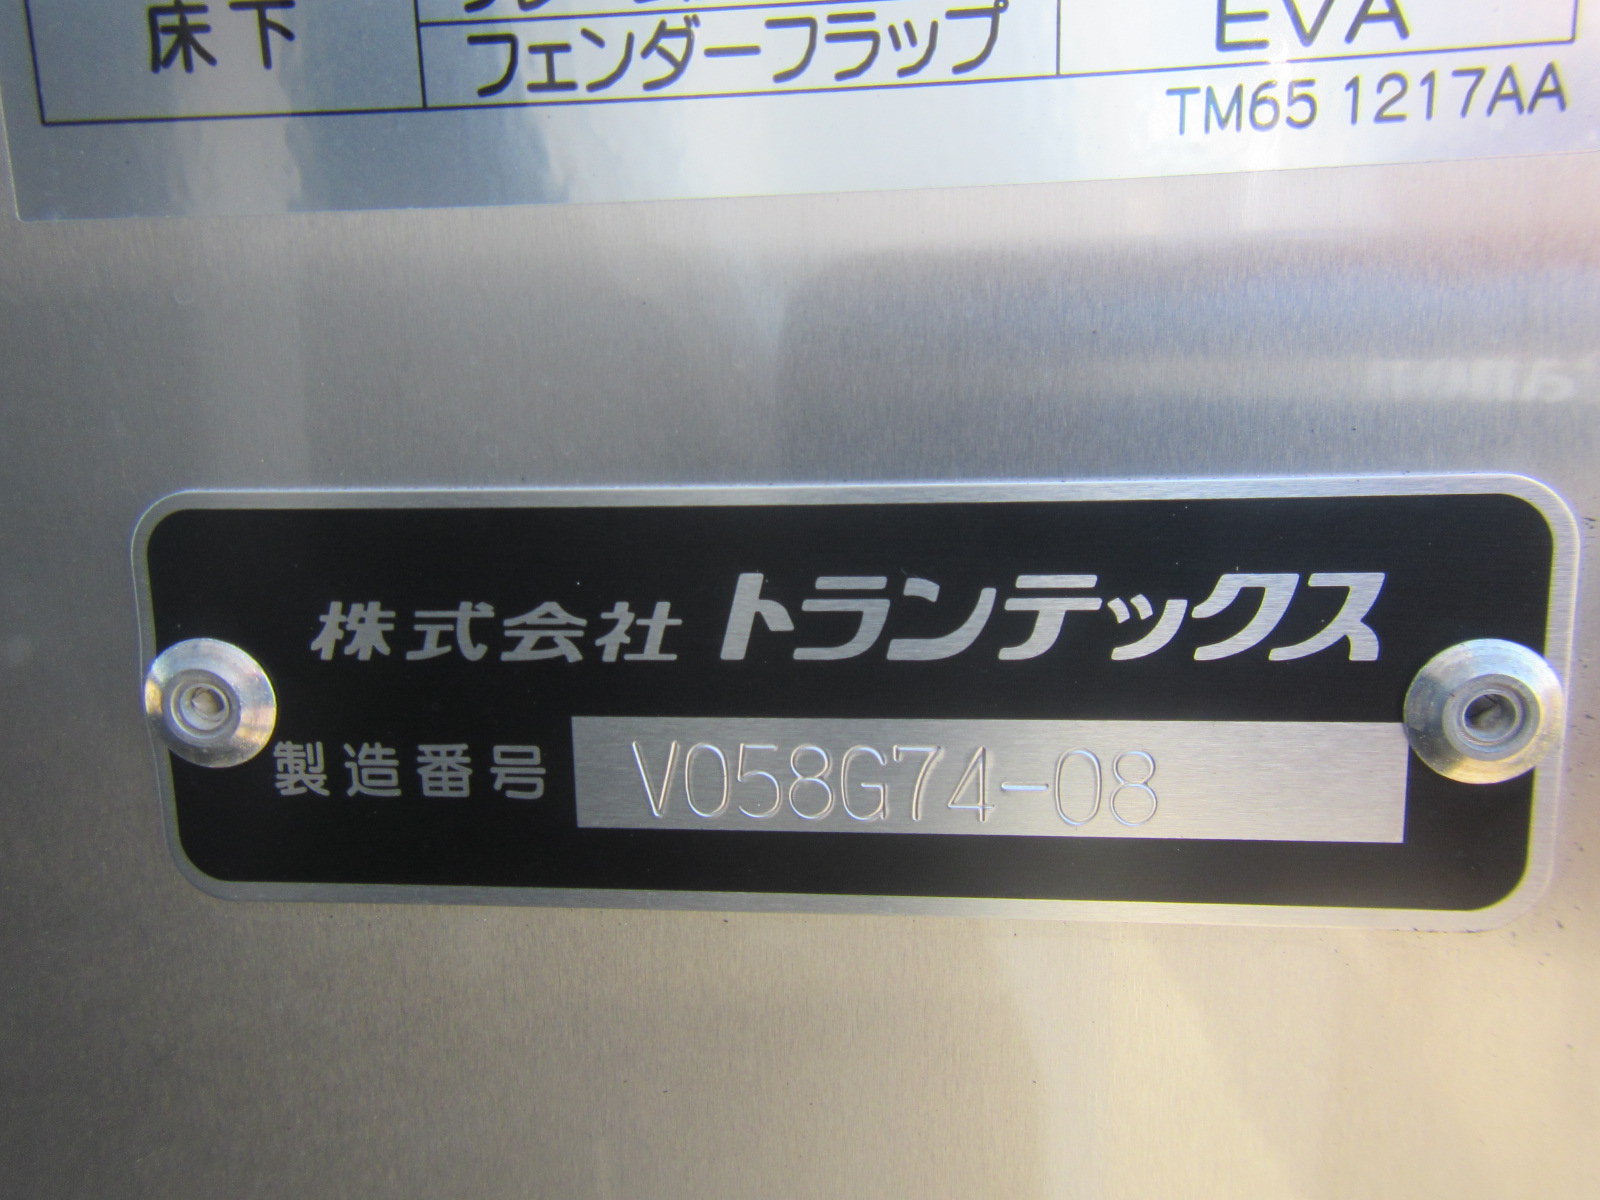 床下
フェンダーフラップ
EVA
TM65 1217AA
株式会社 トランテックス
製造番号 V058G74-08